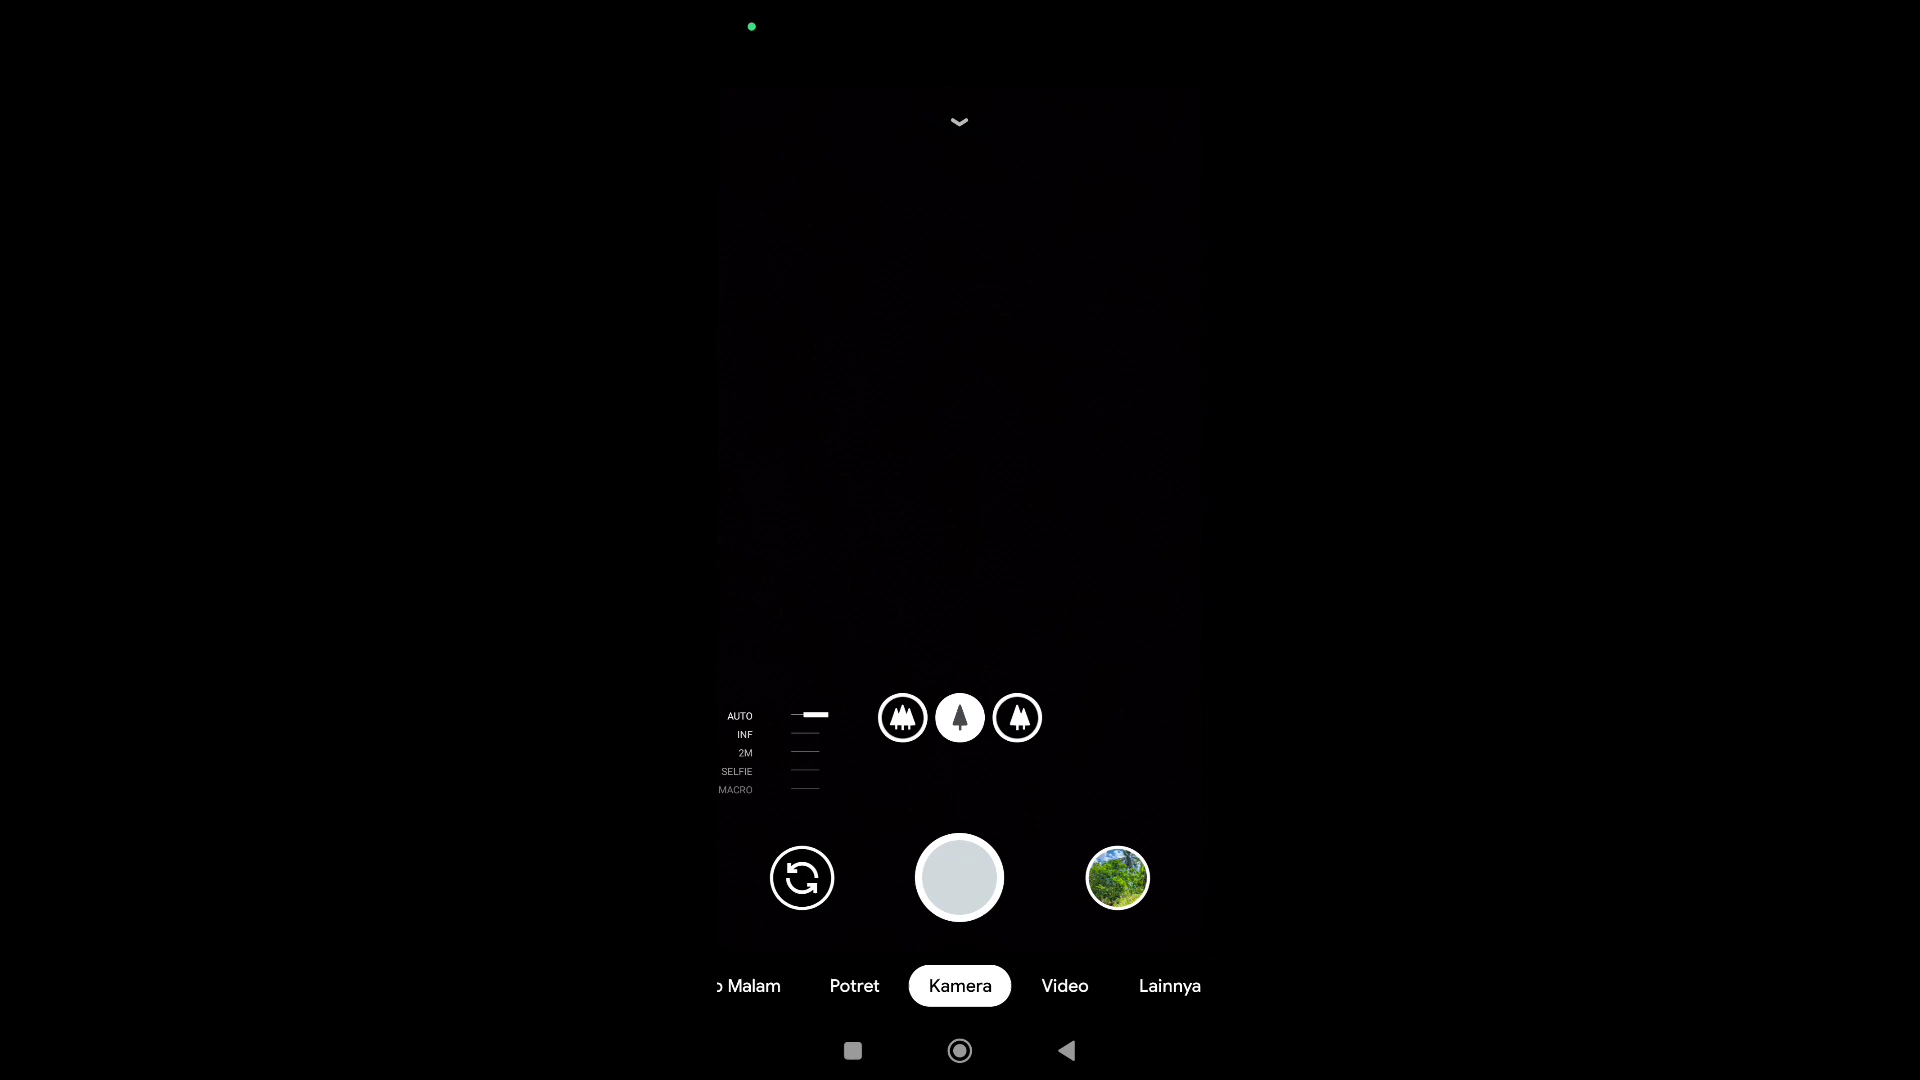 AUTO
INF
2M
SELFIE
MACRO
Malam Potret Kamera Video Lainnya